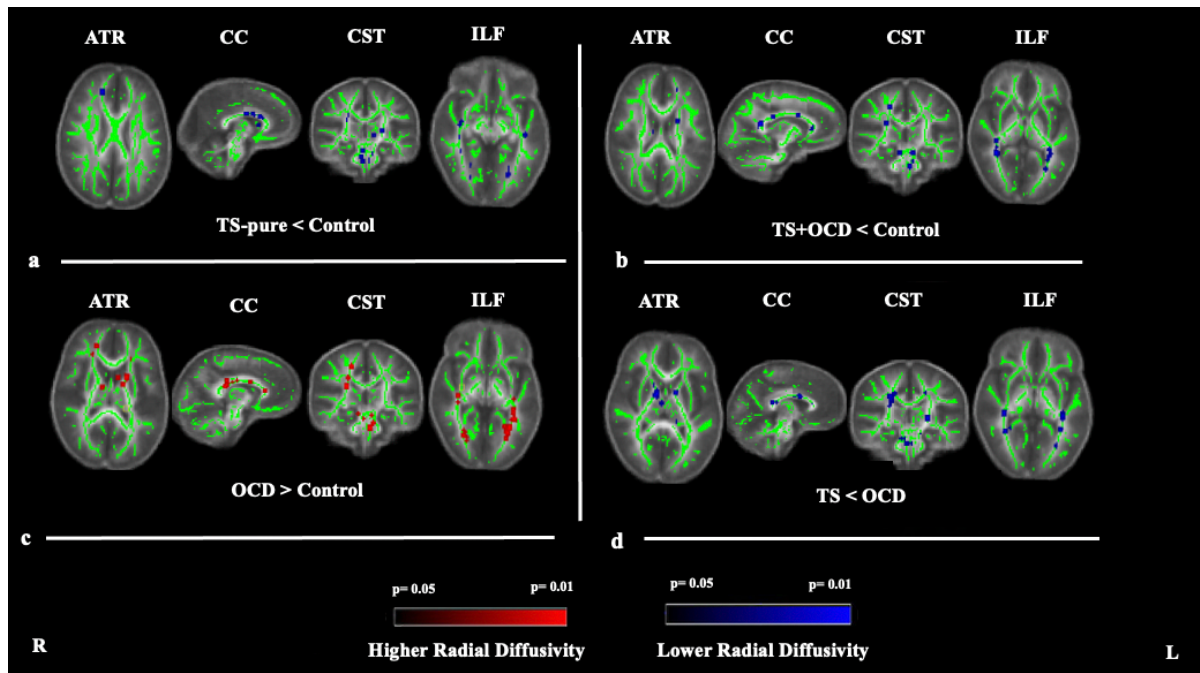 ATR CC CST ILF
TS-pure < Control
a
ATR CC CST ILF
TS+OCD < Control
b
ATR CC CST ILF
OCD > Control
c
ATR CC CST ILF
TS < OCD
d
p= 0.05 p= 0.01
Higher Radial Diffusivity
p= 0.05 p= 0.01
Lower Radial Diffusivity
R
L